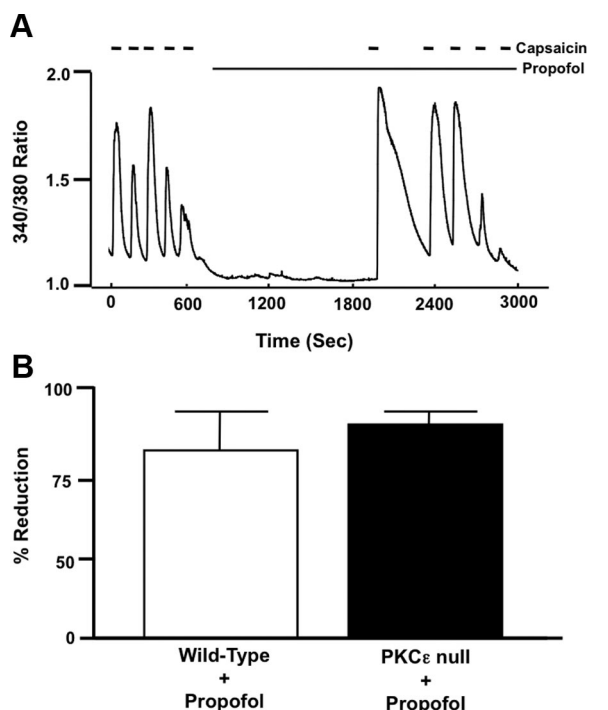 A
Capsaicin
Propofol
2.0
1.5
1.0
340/380 Ratio
0 600 1200 1800 2400 3000
Time (Sec)
B
100
75
50
0
% Reduction
Wild-Type
+
Propofol
PKCε null
+
Propofol